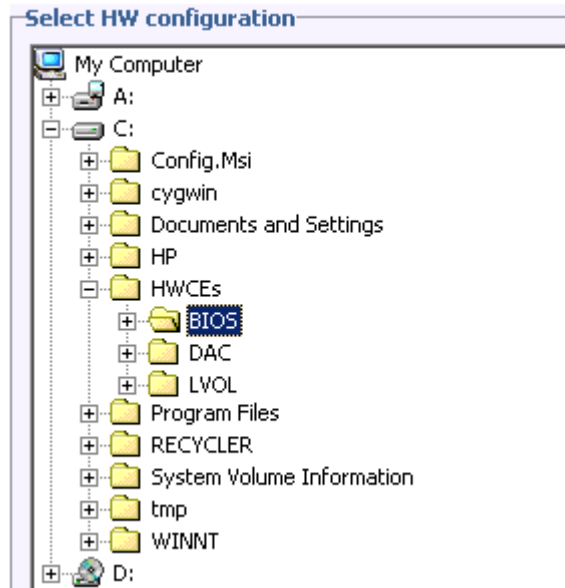 Select HW configuration
My Computer
A:
C:
Config.Msi
cygwin
Documents and Settings
HP
HWCEs
BIOS
DAC
LVOL
Program Files
RECYCLER
System Volume Information
tmp
WINNT
D: